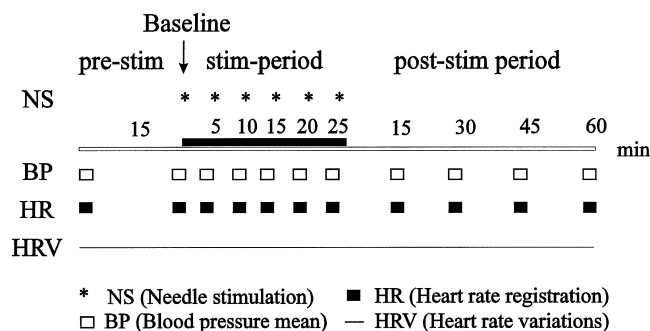 Baseline
pre-stim stim-period post-stim period
NS * * * * * *
15 5 10 15 20 25 15 30 45 60
min
BP
HR
HRV
* NS (Needle stimulation) ■ HR (Heart rate registration)
□ BP (Blood pressure mean) — HRV (Heart rate variations)